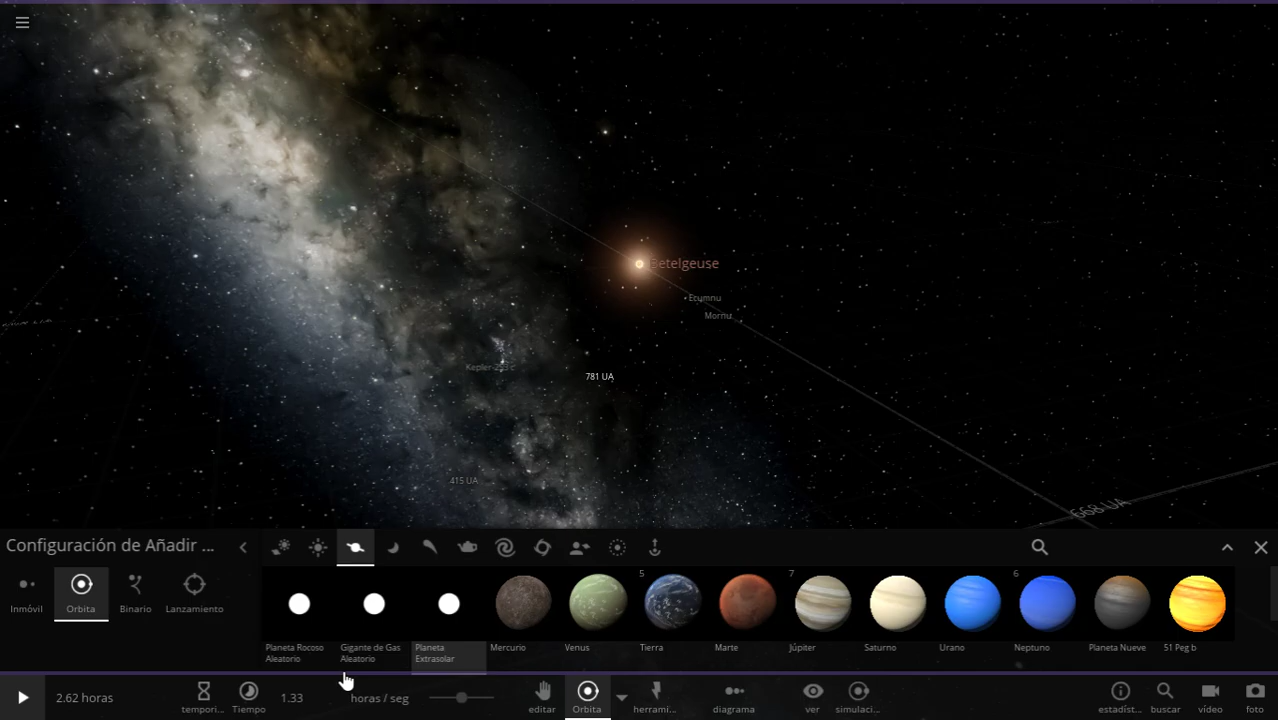 Betelgeuse
Ecumnu
Mornu
781 UA
415 UA
668 UA
Configuración de Añadir ...
Inmóvil
Orbita
Binario
Lanzamiento
5
7
6
Planeta Rocoso
Aleatorio
Gigante de Gas
Aleatorio
Planeta
Extrasolar
Mercurio
Venus
Tierra
Marte
Júpiter
Saturno
Urano
Neptuno
Planeta Nueve
51 Peg b
2.62 horas
tempori...
Tiempo
1.33
horas / seg
editar
Orbita
herrami...
diagrama
ver
simulaci...
estadíst...
buscar
vídeo
foto